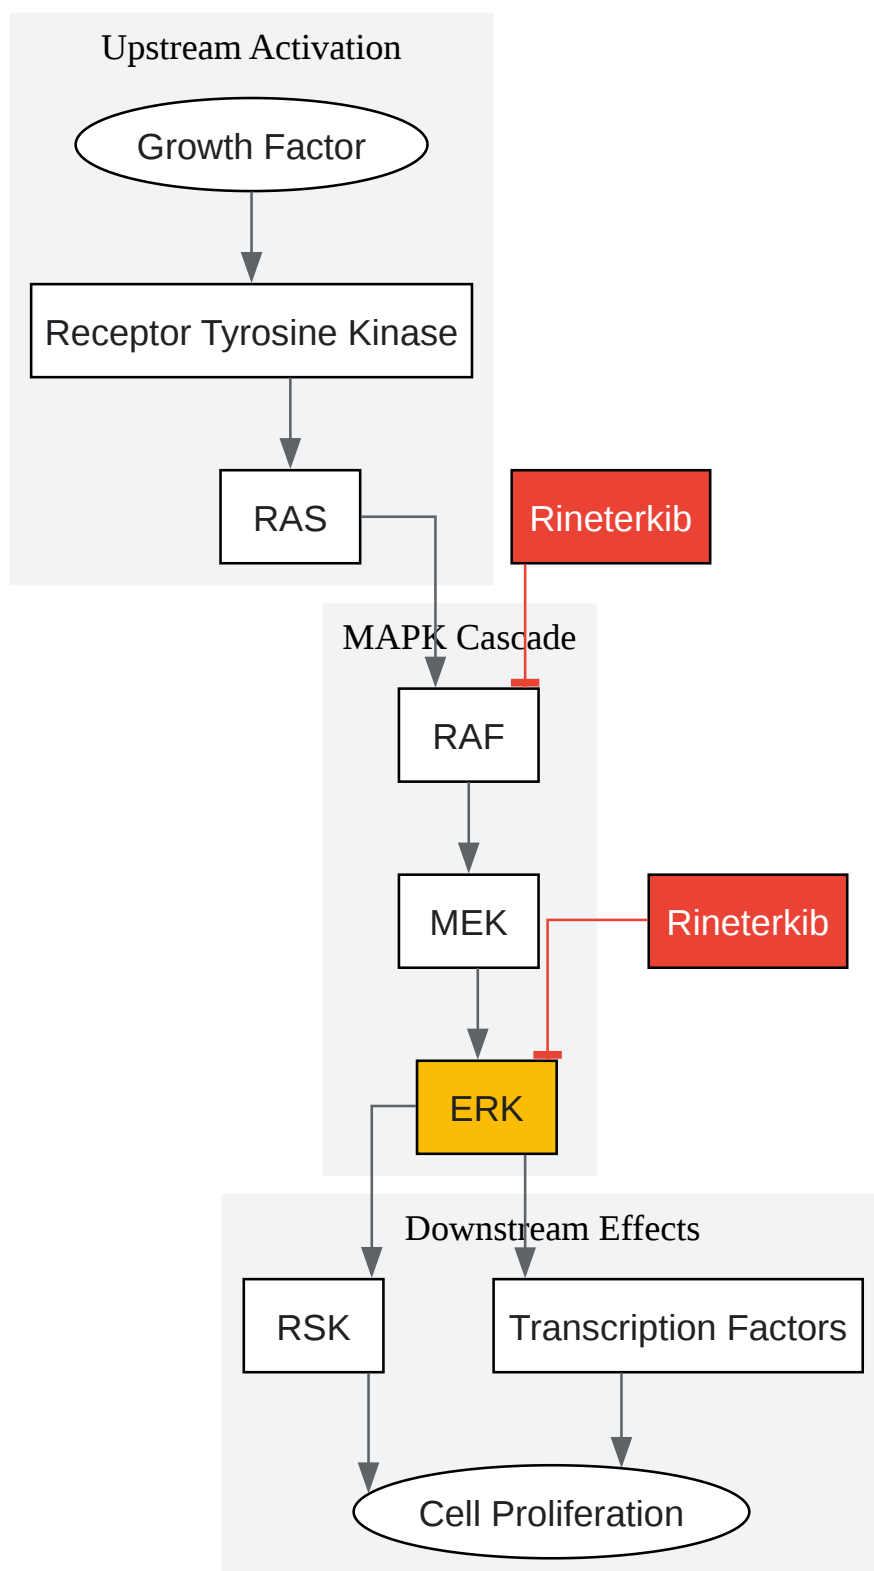 Upstream Activation
Growth Factor
Receptor Tyrosine Kinase
RAS
Rineterkib
MAPK Cascade
RAF
MEK
Rineterkib
ERK
Downstream Effects
RSK
Transcription Factors
Cell Proliferation